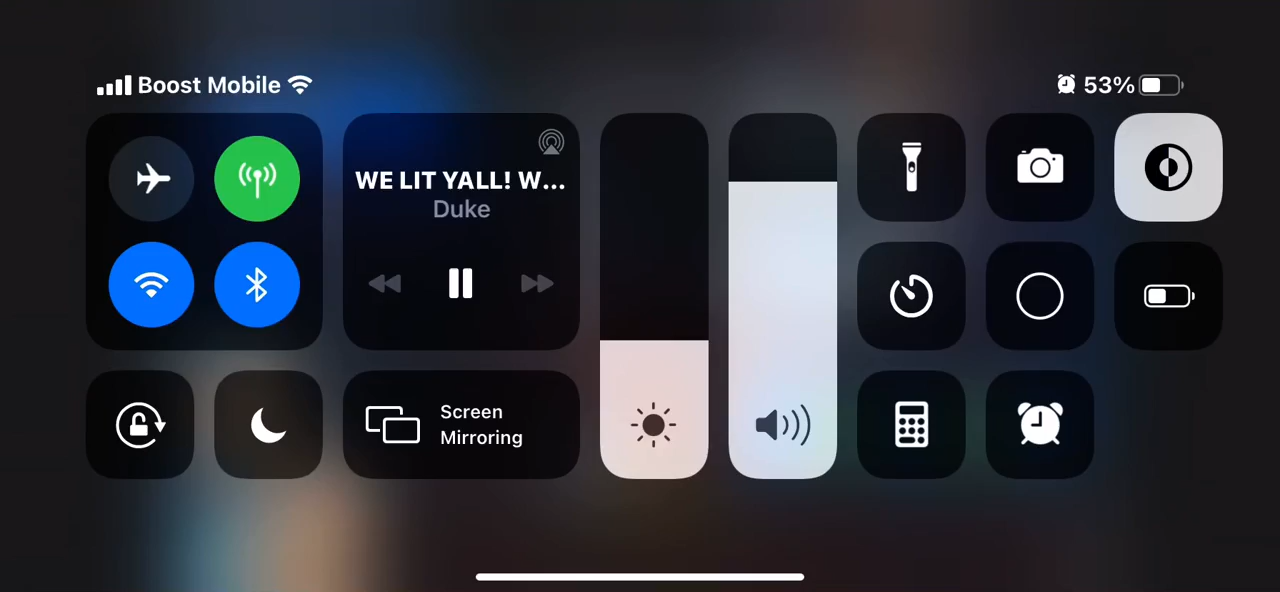 Boost Mobile
53%
WE LIT YALL! W...
Duke
Screen
Mirroring